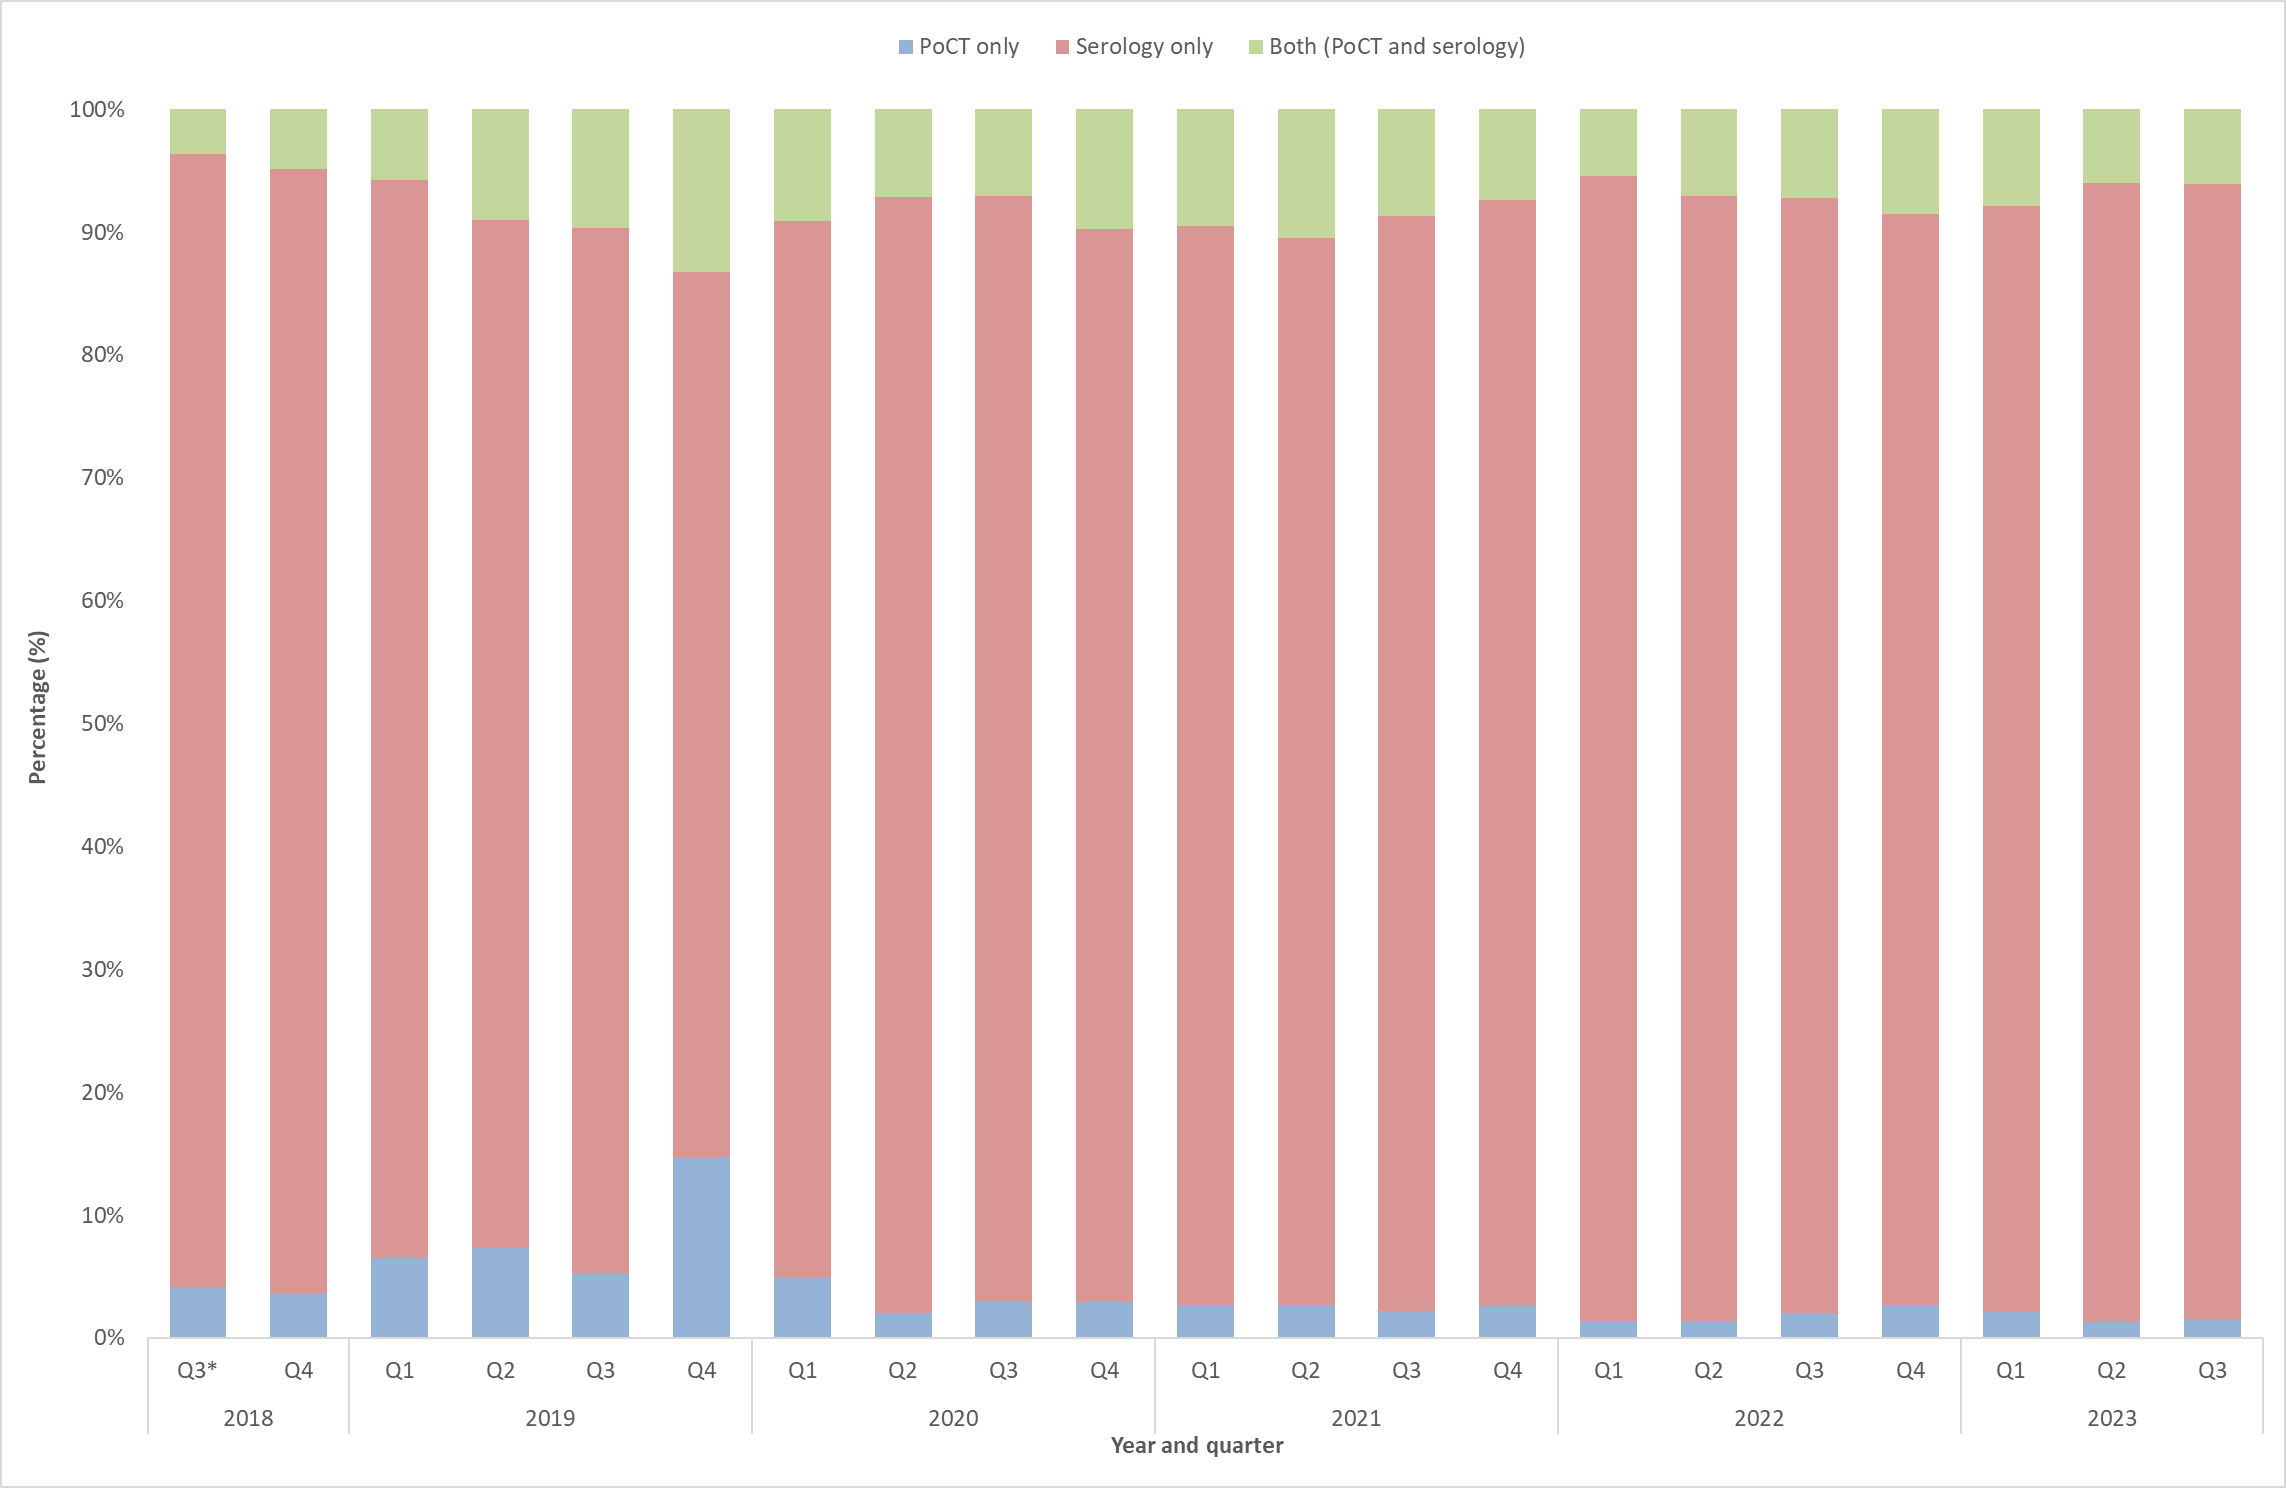 PoCT only Serology only Both (PoCT and serology)
100%
90%
80%
70%
60%
50%
40%
30%
20%
10%
0%
Percentage (%)
Q3* Q4 Q1 Q2 Q3 Q4 Q1 Q2 Q3 Q4 Q1 Q2 Q3 Q4 Q1 Q2 Q3 Q4 Q1 Q2 Q3
2018 2019 2020 2021 2022 2023
Year and quarter